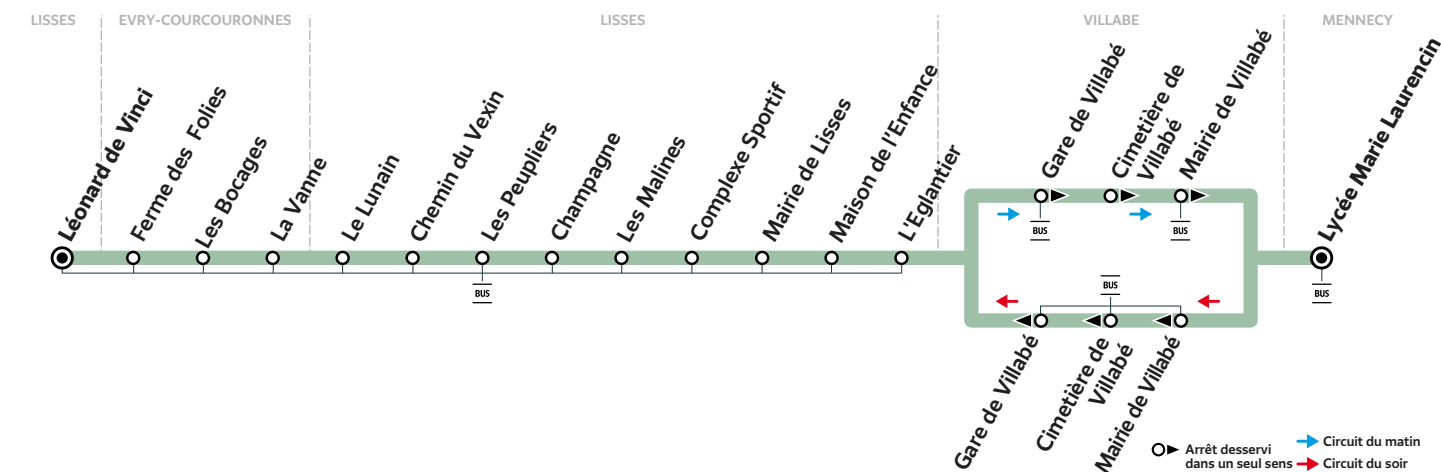 LISSES
EVRY-COURCOURONNES
LISSES
VILLABE
MENNECY
Léonard de Vinci
Ferme des Folies
Les Bocages
La Vanne
Le Lunain
Chemin du Vexin
Les Peupliers
Champagne
Les Malines
Complexe Sportif
Mairie de Lisses
Maison de l'Enfance
L'Eglantier
Gare de Villabé
Cimetière de
Villabé
Mairie de Villabé
Lycée Marie Laurencin
BUS
BUS
BUS
BUS
BUS
Gare de Villabé
Cimetière de
Villabé
Mairie de Villabé
Arrêt desservi
dans un seul sens
Circuit du matin
Circuit du soir